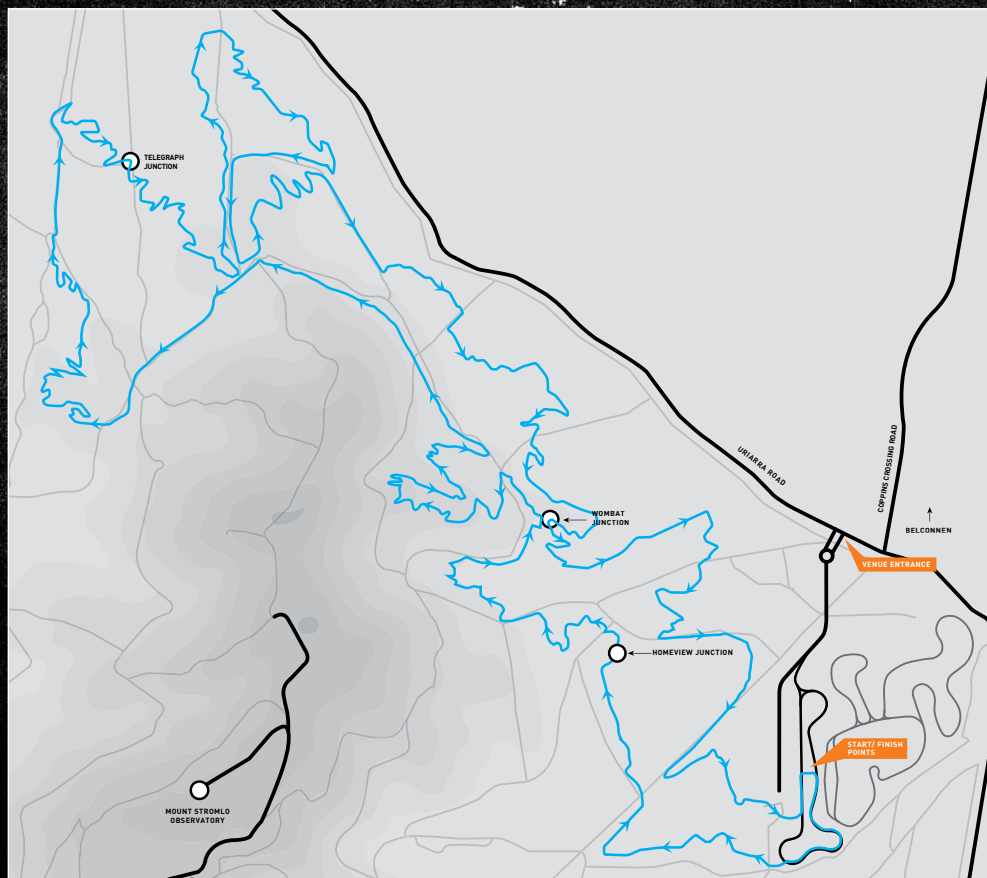 TELEGRAPH
JUNCTION
URIARRA ROAD
COPPINS CROSSING ROAD
BELCONNEN
WOMBAT
JUNCTION
VENUE ENTRANCE
HOMEVIEW JUNCTION
START/ FINISH
POINTS
MOUNT STROMLO
OBSERVATORY